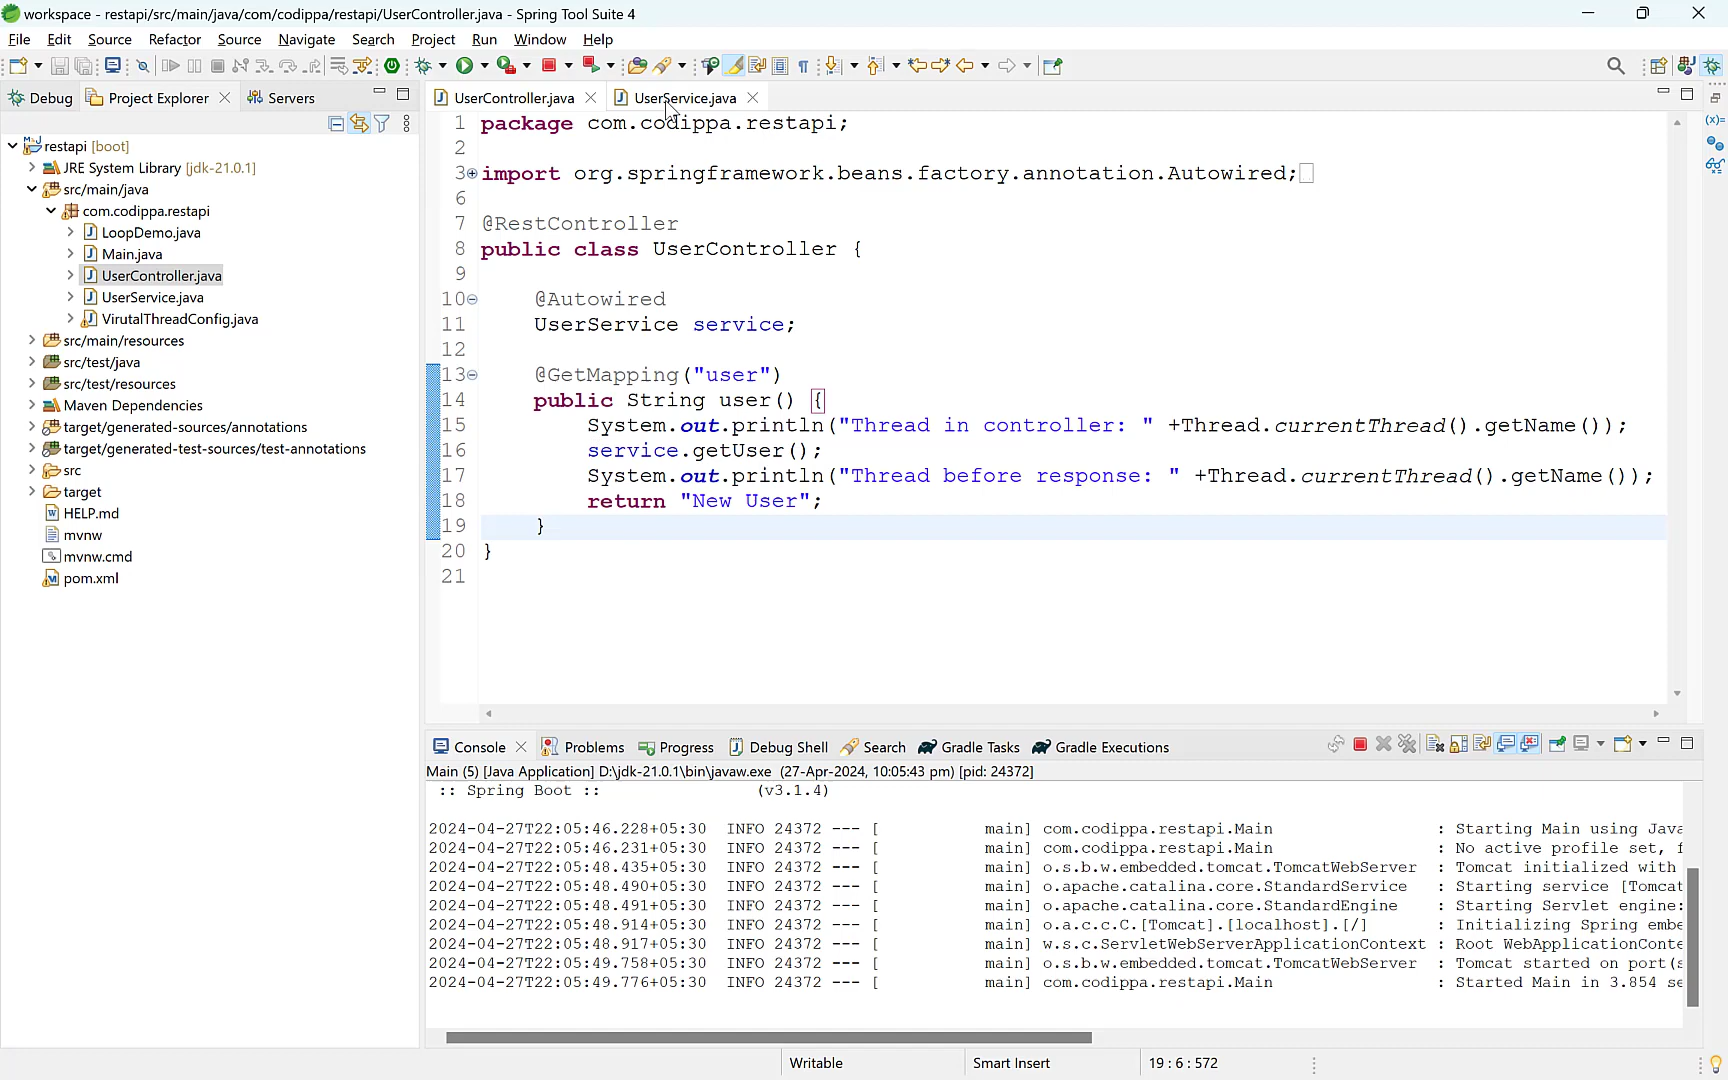 workspace - restapi/src/main/java/com/codippa/restapi/UserController.java - Spring Tool Suite 4
File Edit Source Refactor Source Navigate Search Project Run Window Help
Debug Project Explorer Servers
UserController.java UserService.java
restapi [boot]
JRE System Library [jdk-21.0.1]
src/main/java
com.codippa.restapi
LoopDemo.java
Main.java
UserController.java
UserService.java
VirutalThreadConfig.java
src/main/resources
src/test/java
src/test/resources
Maven Dependencies
target/generated-sources/annotations
target/generated-test-sources/test-annotations
src
target
HELP.md
mvnw
mvnw.cmd
pom.xml
1 package com.codippa.restapi;
2
3 import org.springframework.beans.factory.annotation.Autowired;
6
7 @RestController
8 public class UserController {
9
10 @Autowired
11 UserService service;
12
13 @GetMapping("user")
14 public String user() {
15 System.out.println("Thread in controller: " +Thread.currentThread().getName());
16 service.getUser();
17 System.out.println("Thread before response: " +Thread.currentThread().getName());
18 return "New User";
19 }
20 }
21
Console Problems Progress Debug Shell Search Gradle Tasks Gradle Executions
Main (5) [Java Application] D:\jdk-21.0.1\bin\javaw.exe (27-Apr-2024, 10:05:43 pm) [pid: 24372]
:: Spring Boot :: (v3.1.4)
2024-04-27T22:05:46.228+05:30 INFO 24372 --- [ main] com.codippa.restapi.Main : Starting Main using Java
2024-04-27T22:05:46.231+05:30 INFO 24372 --- [ main] com.codippa.restapi.Main : No active profile set, f
2024-04-27T22:05:48.435+05:30 INFO 24372 --- [ main] o.s.b.w.embedded.tomcat.TomcatWebServer : Tomcat initialized with
2024-04-27T22:05:48.490+05:30 INFO 24372 --- [ main] o.apache.catalina.core.StandardService : Starting service [Tomcat
2024-04-27T22:05:48.491+05:30 INFO 24372 --- [ main] o.apache.catalina.core.StandardEngine : Starting Servlet engine:
2024-04-27T22:05:48.914+05:30 INFO 24372 --- [ main] o.a.c.c.C.[Tomcat].[localhost].[/] : Initializing Spring embe
2024-04-27T22:05:48.917+05:30 INFO 24372 --- [ main] w.s.c.ServletWebServerApplicationContext : Root WebApplicationConte
2024-04-27T22:05:49.758+05:30 INFO 24372 --- [ main] o.s.b.w.embedded.tomcat.TomcatWebServer : Tomcat started on port(s
2024-04-27T22:05:49.776+05:30 INFO 24372 --- [ main] com.codippa.restapi.Main : Started Main in 3.854 se
Writable Smart Insert 19 : 6 : 572